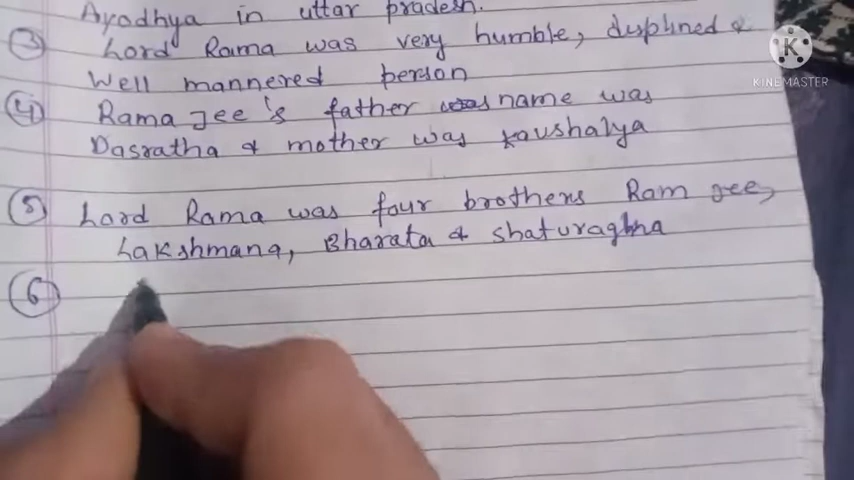 Ayodhya in uttar pradesh.
③ Lord Rama was very humble, displined &
Well mannered person
④ Rama Jee's father name was
Dasratha & mother was Kaushalya
⑤ Lord Rama was four brothers Ram Jee,
Lakshmana, Bharata & Shaturaghna
⑥
K
KINEMASTER